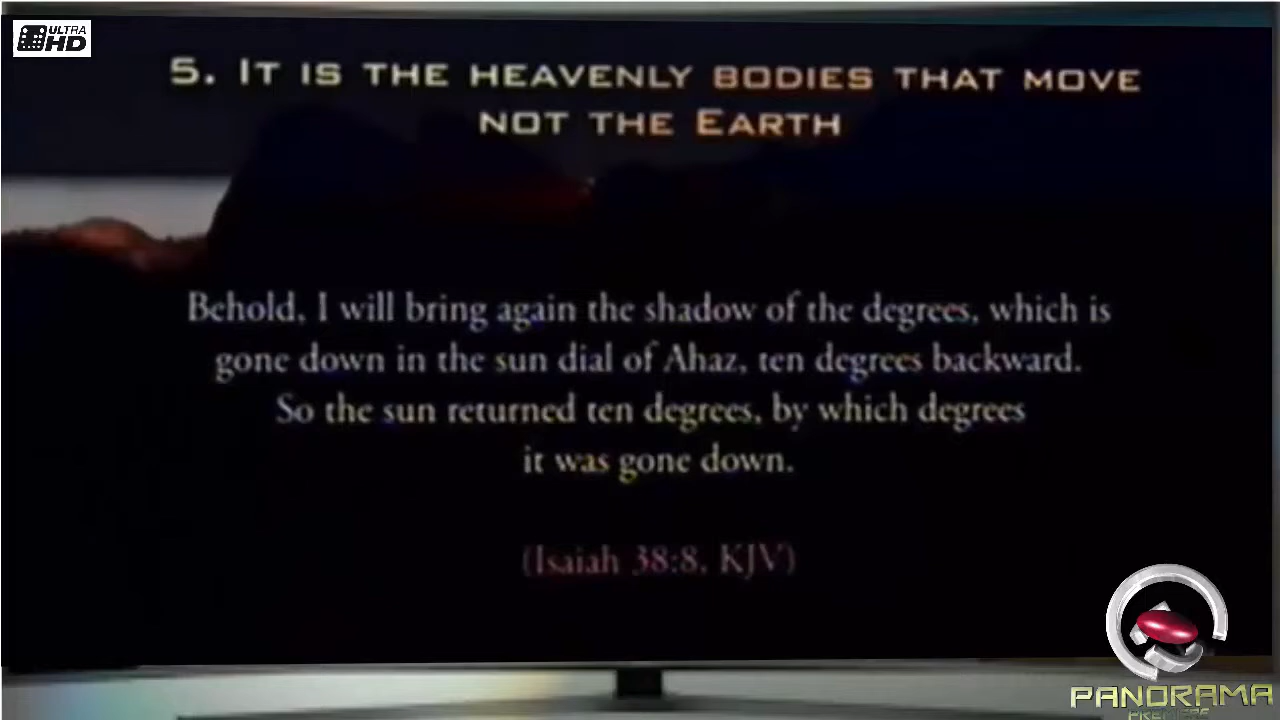 ULTRA
HD
5. IT IS THE HEAVENLY BODIES THAT MOVE
NOT THE EARTH
Behold, I will bring again the shadow of the degrees, which is
gone down in the sun dial of Ahaz, ten degrees backward.
So the sun returned ten degrees, by which degrees
it was gone down.
(Isaiah 38:8, KJV)
PANORAMA
PREMIERE